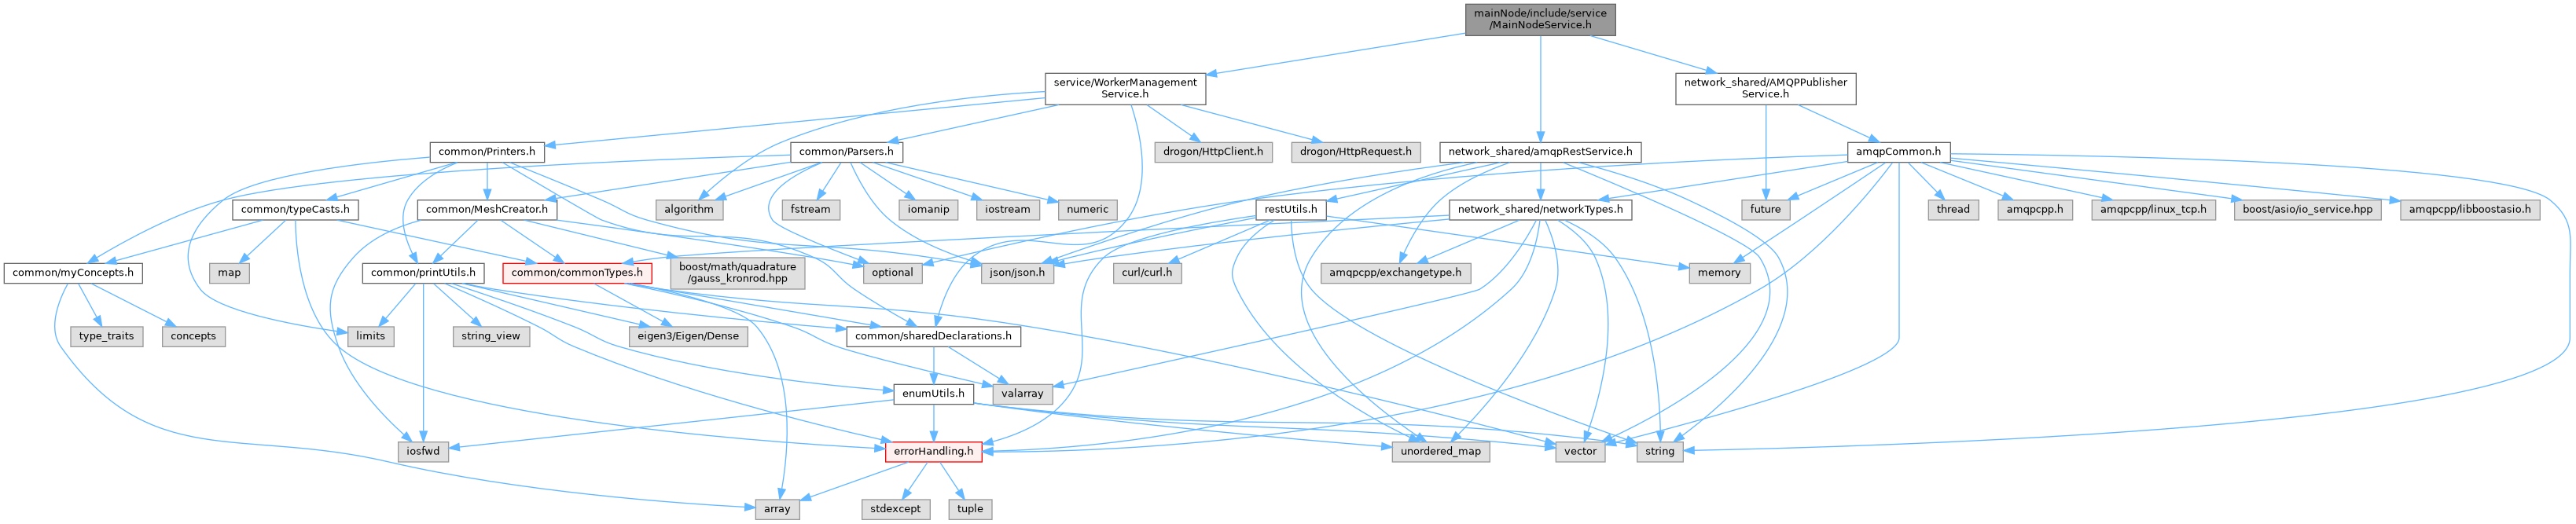 mainNode/include/service
/MainNodeService.h
service/WorkerManagement
Service.h
network_shared/AMQPPublisher
Service.h
common/Printers.h
common/Parsers.h
drogon/HttpClient.h
drogon/HttpRequest.h
network_shared/amqpRestService.h
amqpCommon.h
common/typeCasts.h
common/MeshCreator.h
algorithm
fstream
iomanip
iostream
numeric
restUtils.h
network_shared/networkTypes.h
future
thread
amqpcpp.h
amqpcpp/linux_tcp.h
boost/asio/io_service.hpp
amqpcpp/libboostasio.h
common/myConcepts.h
map
common/printUtils.h
common/commonTypes.h
boost/math/quadrature
/gauss_kronrod.hpp
optional
json/json.h
curl/curl.h
amqpcpp/exchangetype.h
memory
type_traits
concepts
limits
string_view
eigen3/Eigen/Dense
common/sharedDeclarations.h
enumUtils.h
valarray
iosfwd
errorHandling.h
unordered_map
vector
string
array
stdexcept
tuple